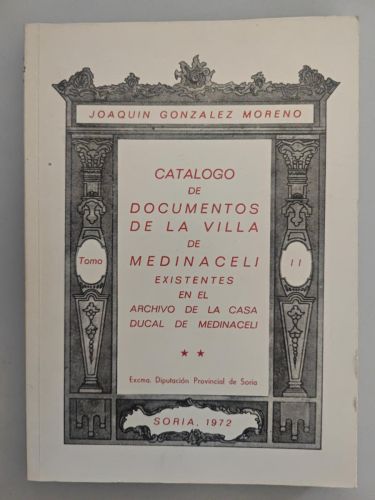 JOAQUIN GONZALEZ MORENO
CATALOGO
DE
DOCUMENTOS
DE LA VILLA
DE
MEDINACELI
EXISTENTES
EN EL
ARCHIVO DE LA CASA
DUCAL DE MEDINACELI
Tomo
II
* *
Excma. Diputación Provincial de Soria
SORIA, 1972